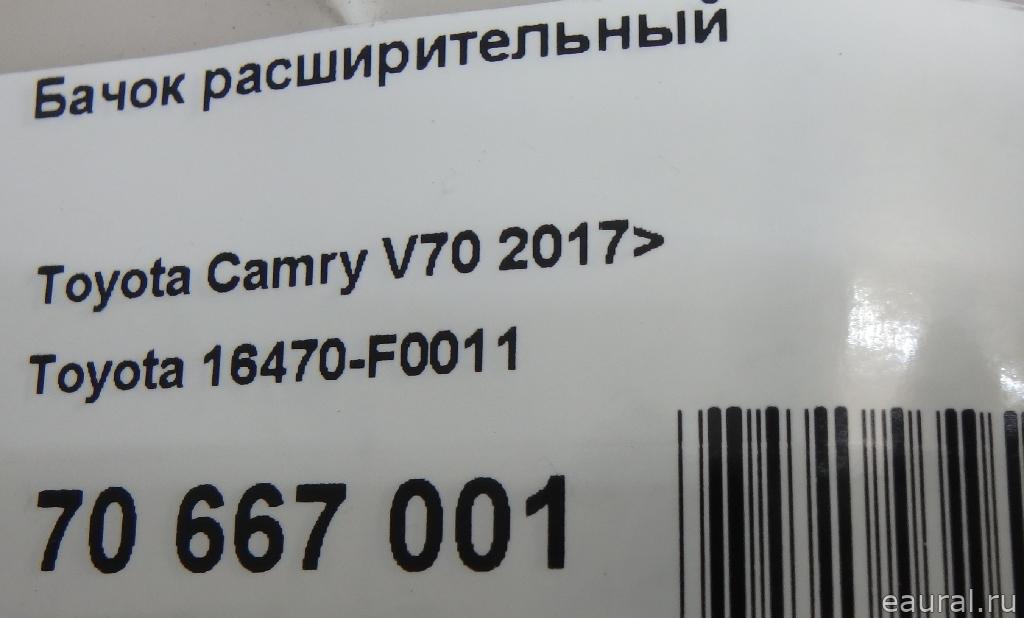 Бачок расширительный
Toyota Camry V70 2017>
Toyota 16470-F0011
70 667 001
eaural.ru